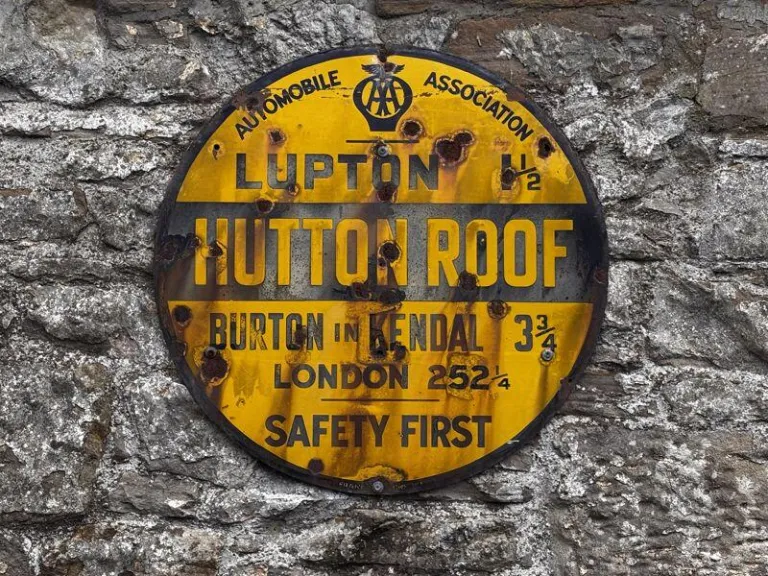 AUTOMOBILE AA ASSOCIATION
LUPTON 1½
HUTTON ROOF
BURTON IN KENDAL 3¾
LONDON 252¼
SAFETY FIRST